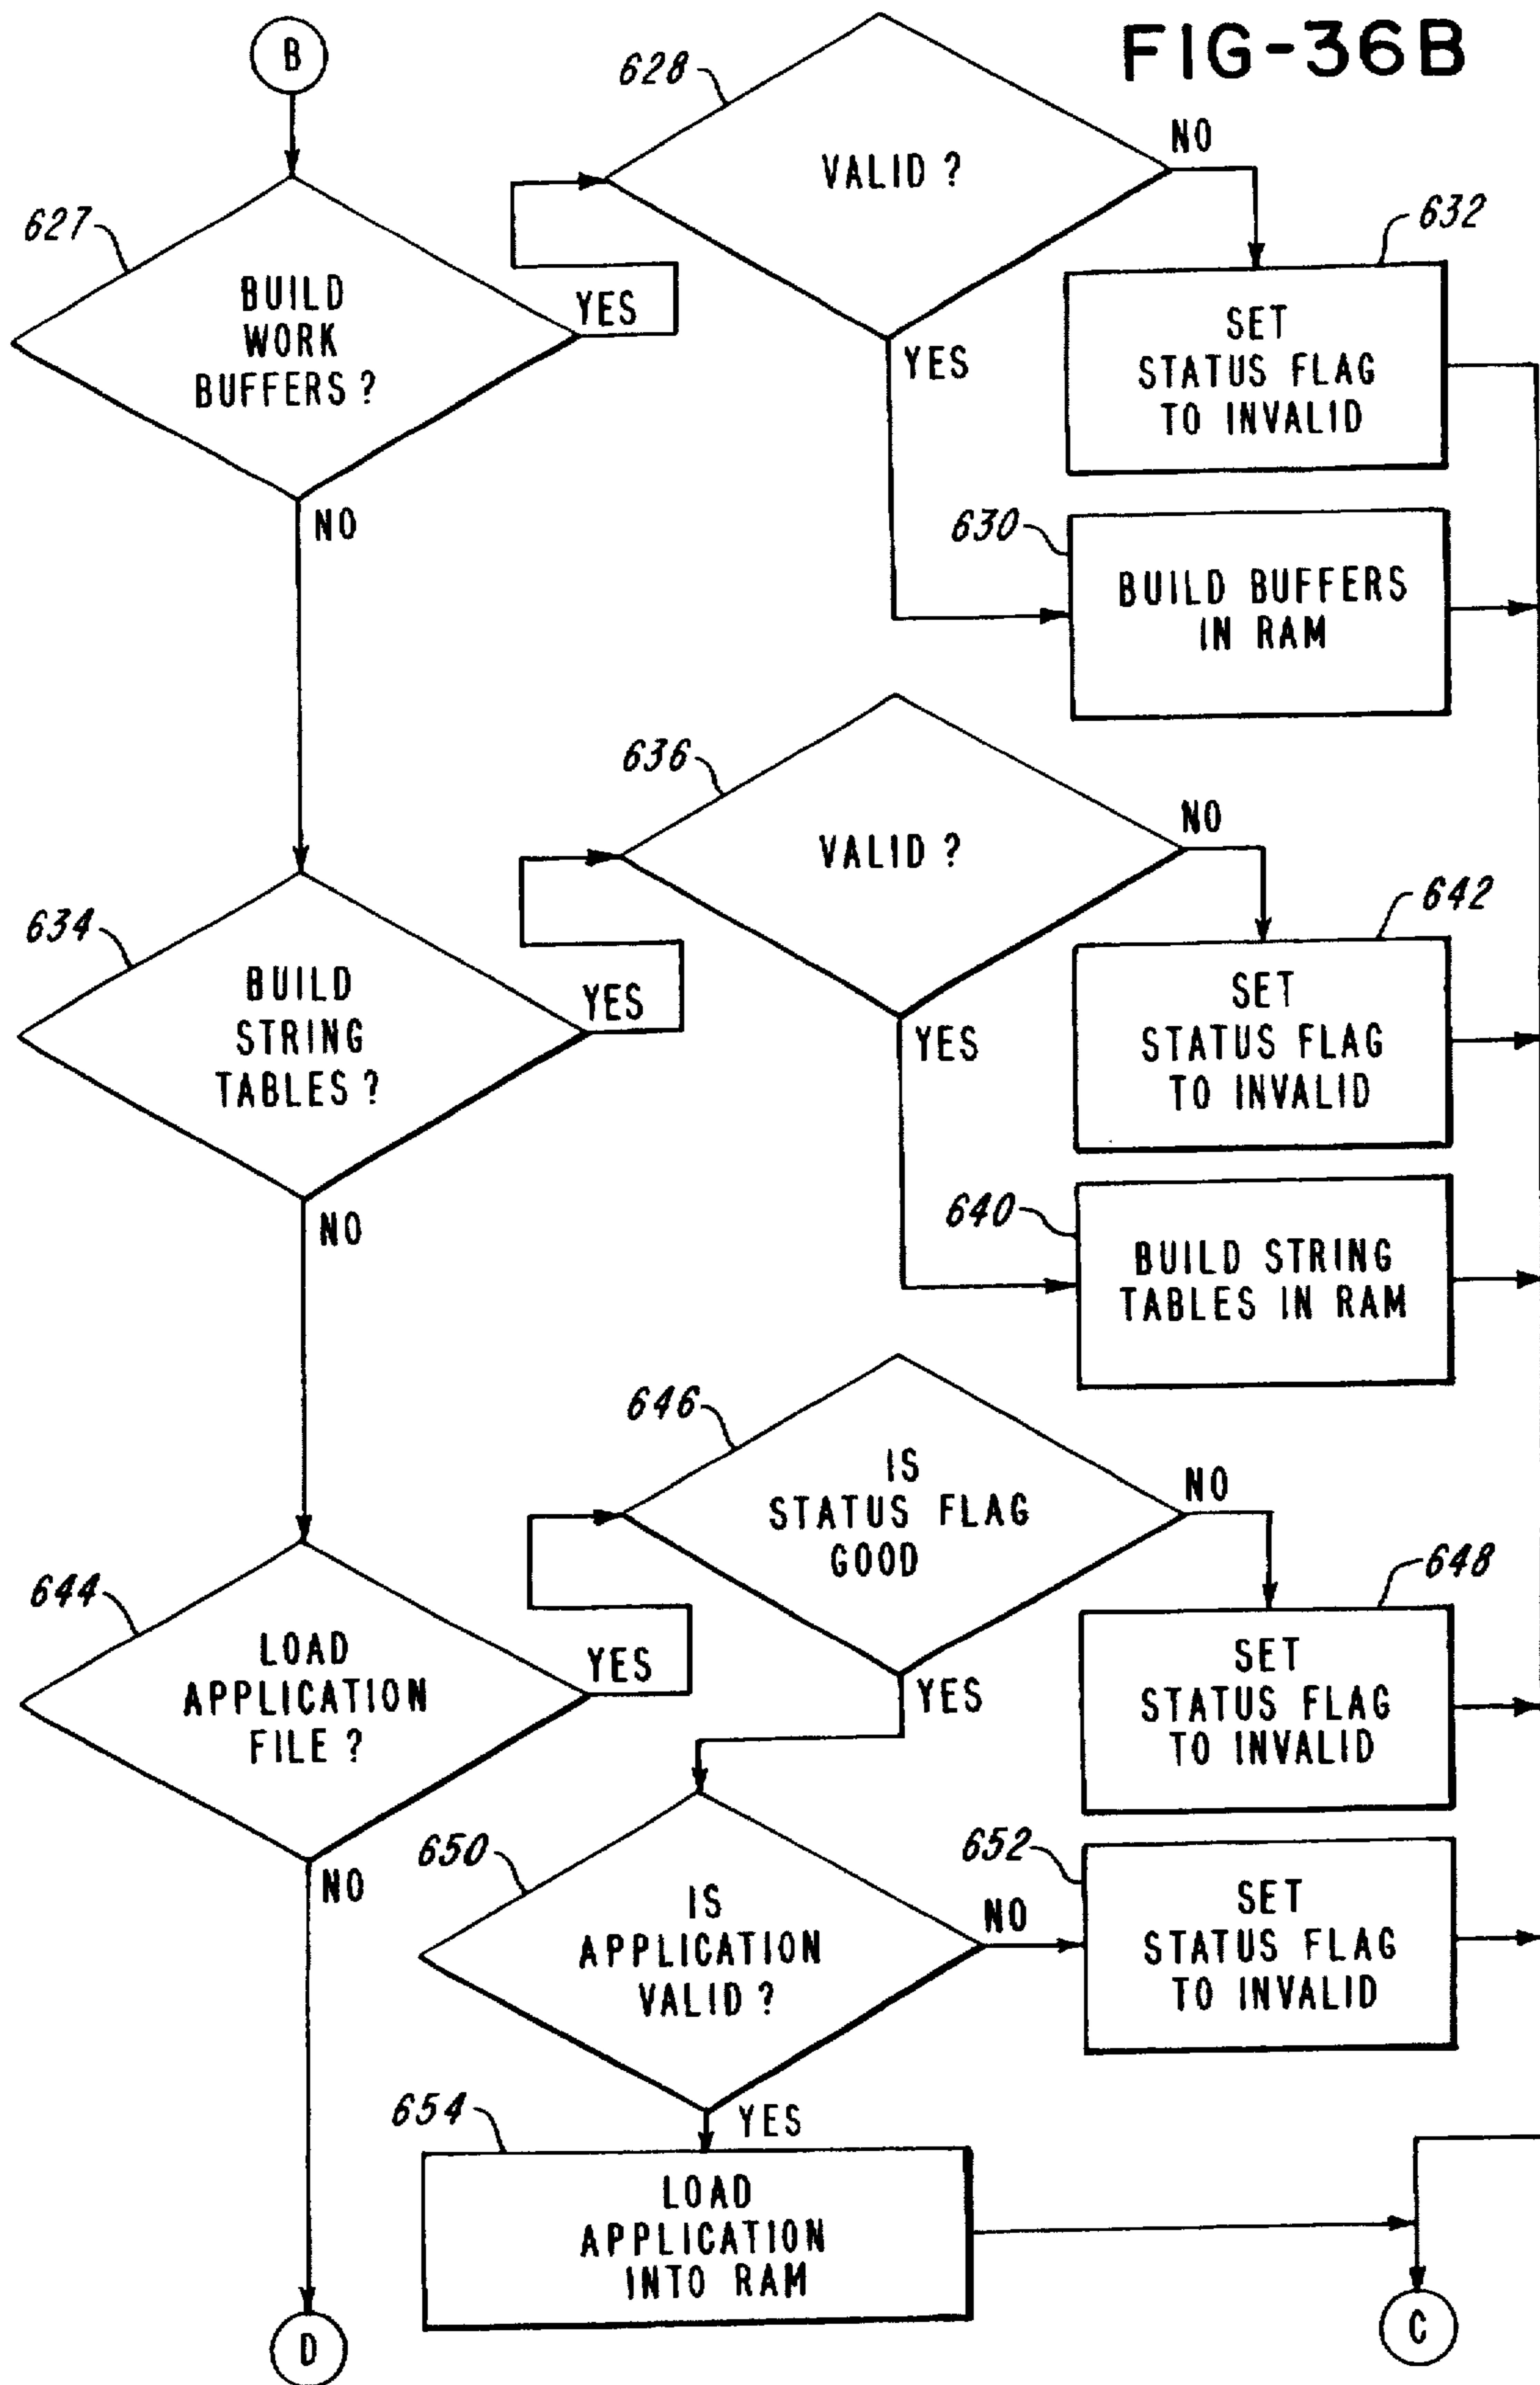 FIG-36B
B
628
VALID ?
NO
627
BUILD
WORK
BUFFERS ?
YES
632
SET
STATUS FLAG
TO INVALID
YES
NO
630
BUILD BUFFERS
IN RAM
636
VALID ?
NO
634
BUILD
STRING
TABLES ?
YES
642
SET
STATUS FLAG
TO INVALID
YES
NO
640
BUILD STRING
TABLES IN RAM
646
IS
STATUS FLAG
GOOD
NO
644
LOAD
APPLICATION
FILE ?
YES
648
SET
STATUS FLAG
TO INVALID
YES
NO
650
IS
APPLICATION
VALID ?
NO
652
SET
STATUS FLAG
TO INVALID
YES
654
LOAD
APPLICATION
INTO RAM
D
C